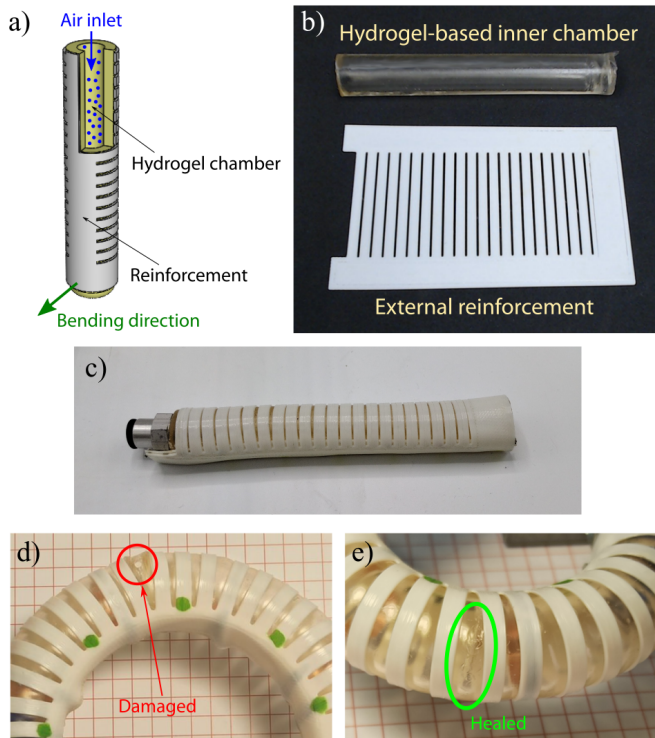 a)
Air inlet
Hydrogel chamber
Reinforcement
Bending direction
b)
Hydrogel-based inner chamber
External reinforcement
c)
d)
Damaged
e)
Healed